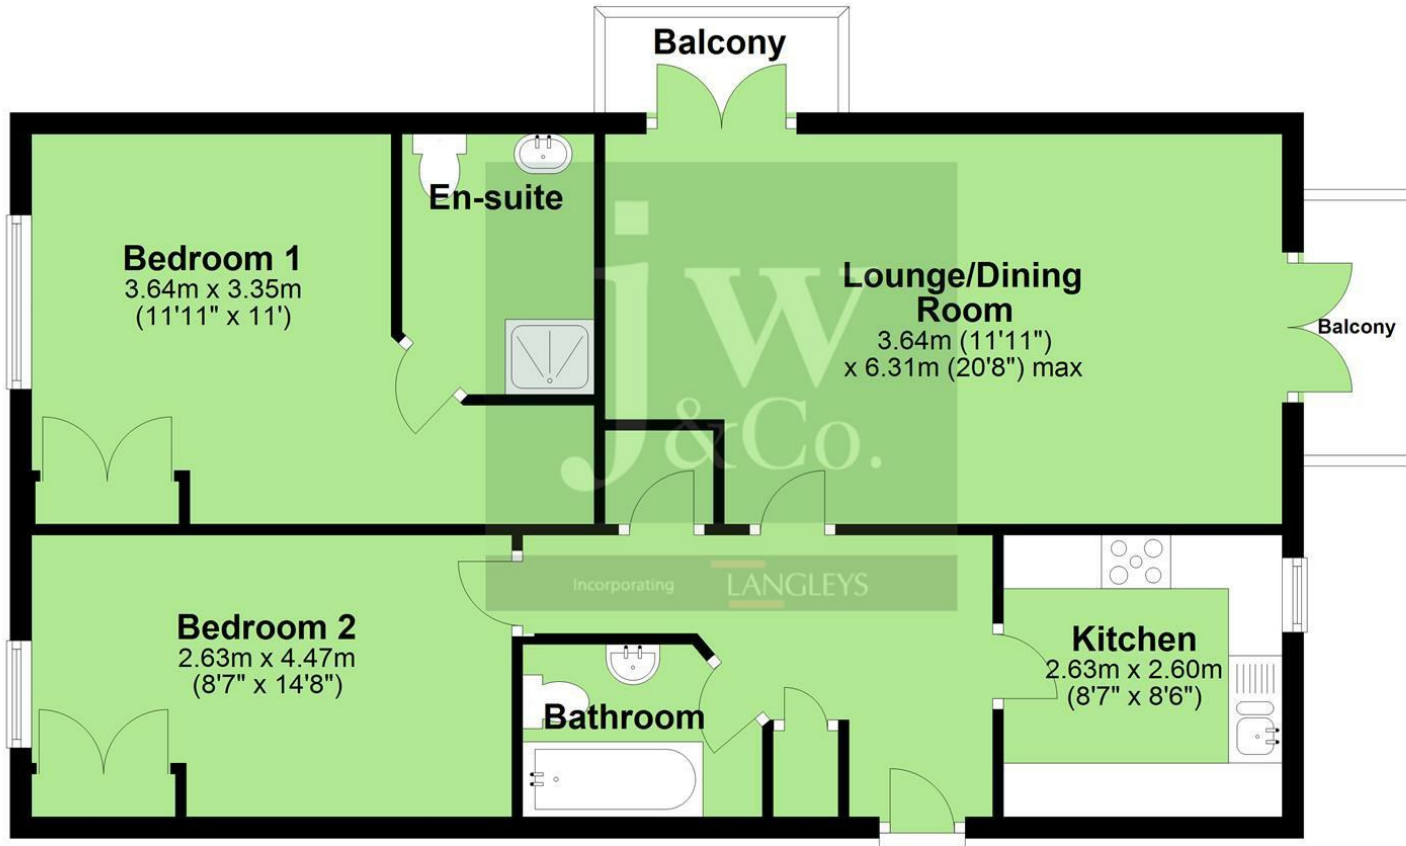 Balcony
En-suite
Bedroom 1
3.64m x 3.35m
(11'11" x 11')
Lounge/Dining
Room
3.64m (11'11")
x 6.31m (20'8") max
Balcony
jw
&Co.
Incorporating LANGLEYS
Bedroom 2
2.63m x 4.47m
(8'7" x 14'8")
Bathroom
Kitchen
2.63m x 2.60m
(8'7" x 8'6")